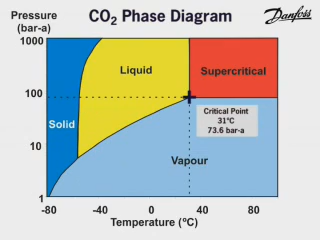 Pressure
(bar-a)
CO2 Phase Diagram
Danfoss
1000
Liquid
Supercritical
100
Critical Point
31°C
73.6 bar-a
Solid
10
Vapour
1
-80 -40 0 40 80
Temperature (°C)